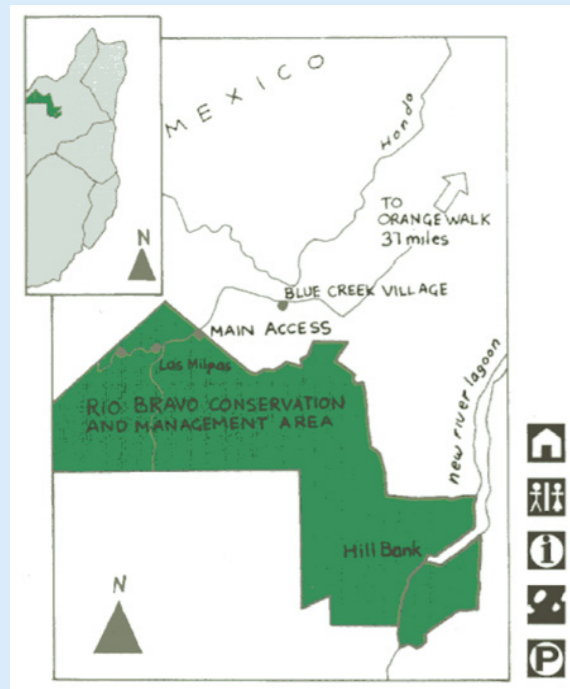 N
MEXICO
Hondo
TO
ORANGE WALK
37 miles
BLUE CREEK VILLAGE
MAIN ACCESS
Las Milpas
RIO BRAVO CONSERVATION
AND MANAGEMENT AREA
new river lagoon
Hill Bank
N
i
P